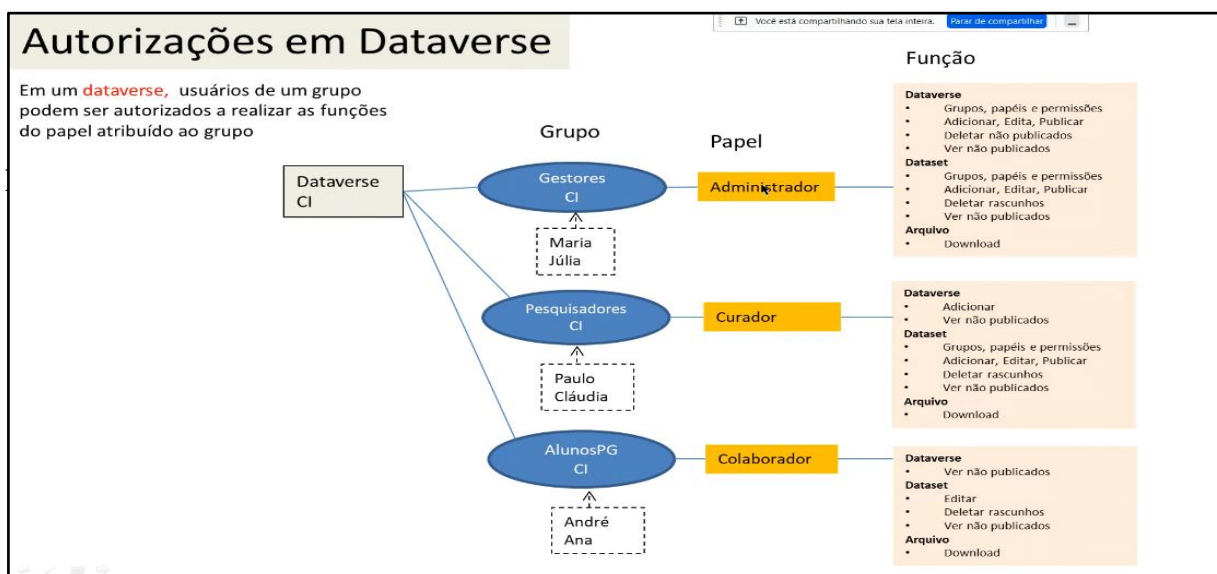 Você está compartilhando sua tela inteira.
Parar de compartilhar
Autorizações em Dataverse
Em um dataverse, usuários de um grupo
podem ser autorizados a realizar as funções
do papel atribuído ao grupo
Grupo
Papel
Função
Dataverse
CI
Gestores
CI
Maria
Júlia
Administrador
Dataverse
• Grupos, papéis e permissões
• Adicionar, Edita, Publicar
• Deletar não publicados
• Ver não publicados
Dataset
• Grupos, papéis e permissões
• Adicionar, Editar, Publicar
• Deletar rascunhos
• Ver não publicados
Arquivo
• Download
Pesquisadores
CI
Paulo
Cláudia
Curador
Dataverse
• Adicionar
• Ver não publicados
Dataset
• Grupos, papéis e permissões
• Adicionar, Editar, Publicar
• Deletar rascunhos
• Ver não publicados
Arquivo
• Download
AlunosPG
CI
André
Ana
Colaborador
Dataverse
• Ver não publicados
Dataset
• Editar
• Deletar rascunhos
• Ver não publicados
Arquivo
• Download